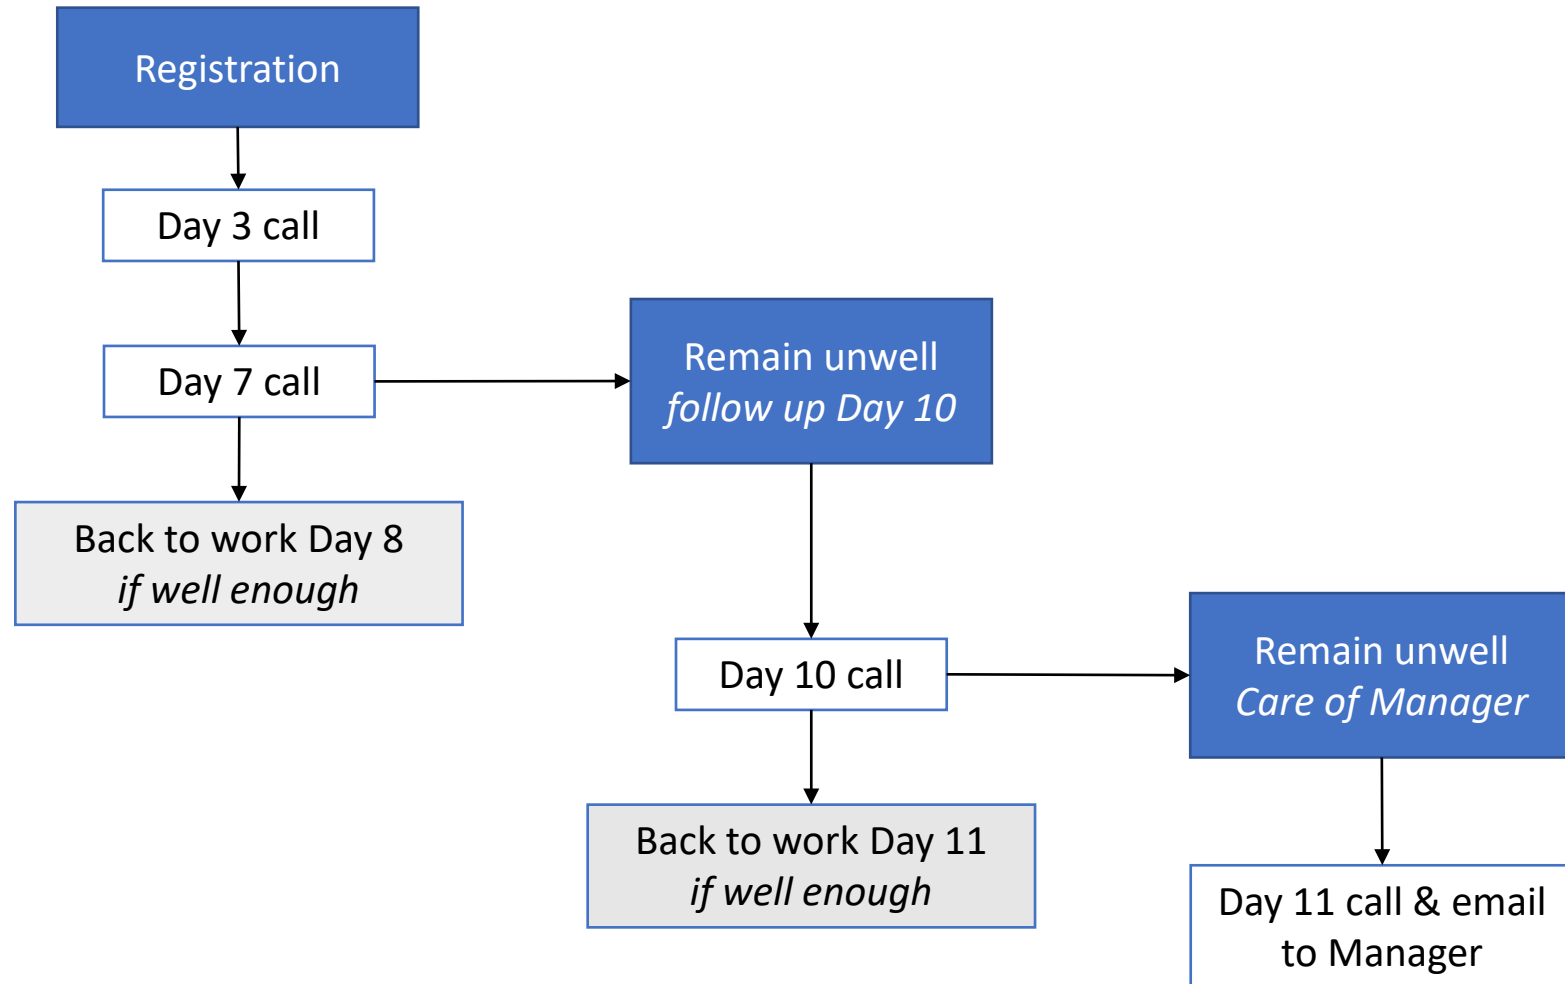 Registration
Day 3 call
Day 7 call
Remain unwell
follow up Day 10
Back to work Day 8
if well enough
Day 10 call
Remain unwell
Care of Manager
Back to work Day 11
if well enough
Day 11 call & email
to Manager